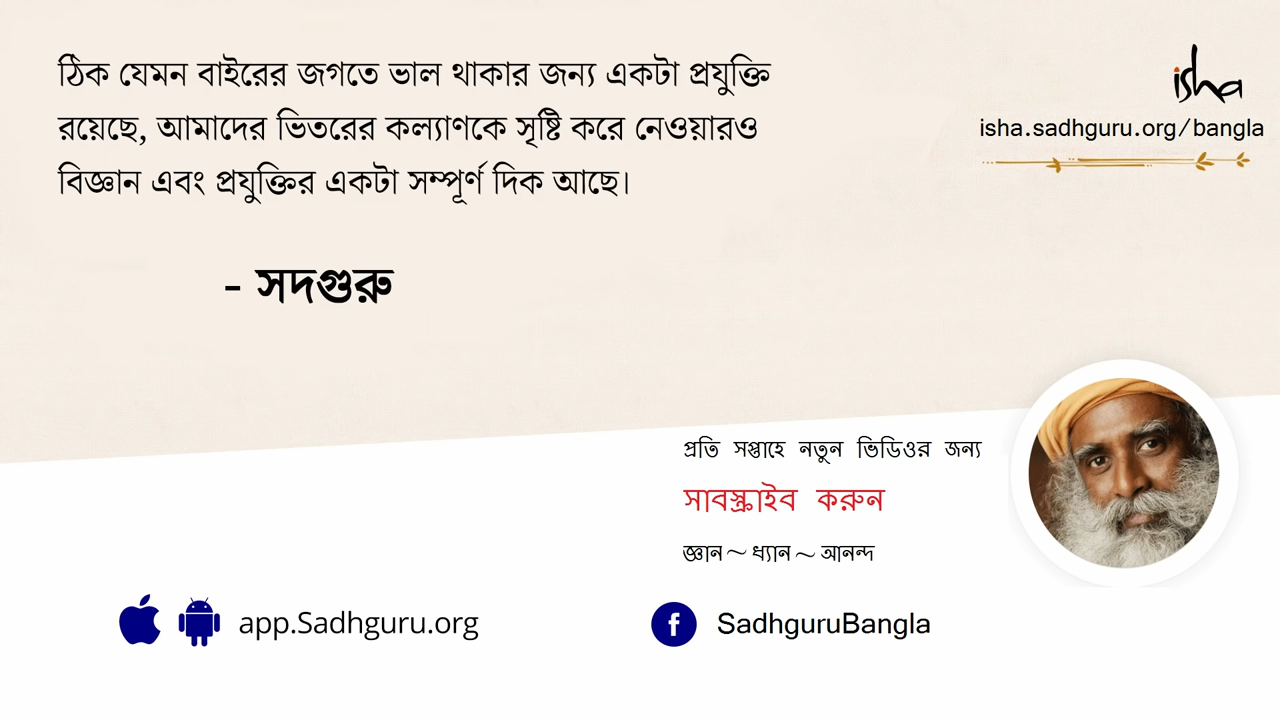 ঠিক যেমন বাইরের জগতে ভাল থাকার জন্য একটা প্রযুক্তি
রয়েছে, আমাদের ভিতরের কল্যাণকে সৃষ্টি করে নেওয়ারও
বিজ্ঞান এবং প্রযুক্তির একটা সম্পূর্ণ দিক আছে।
- সদগুরু
isha
isha.sadhguru.org/bangla
প্রতি সপ্তাহে নতুন ভিডিওর জন্য
সাবস্ক্রাইব করুন
জ্ঞান ~ ধ্যান ~ আনন্দ
app.Sadhguru.org
f SadhguruBangla